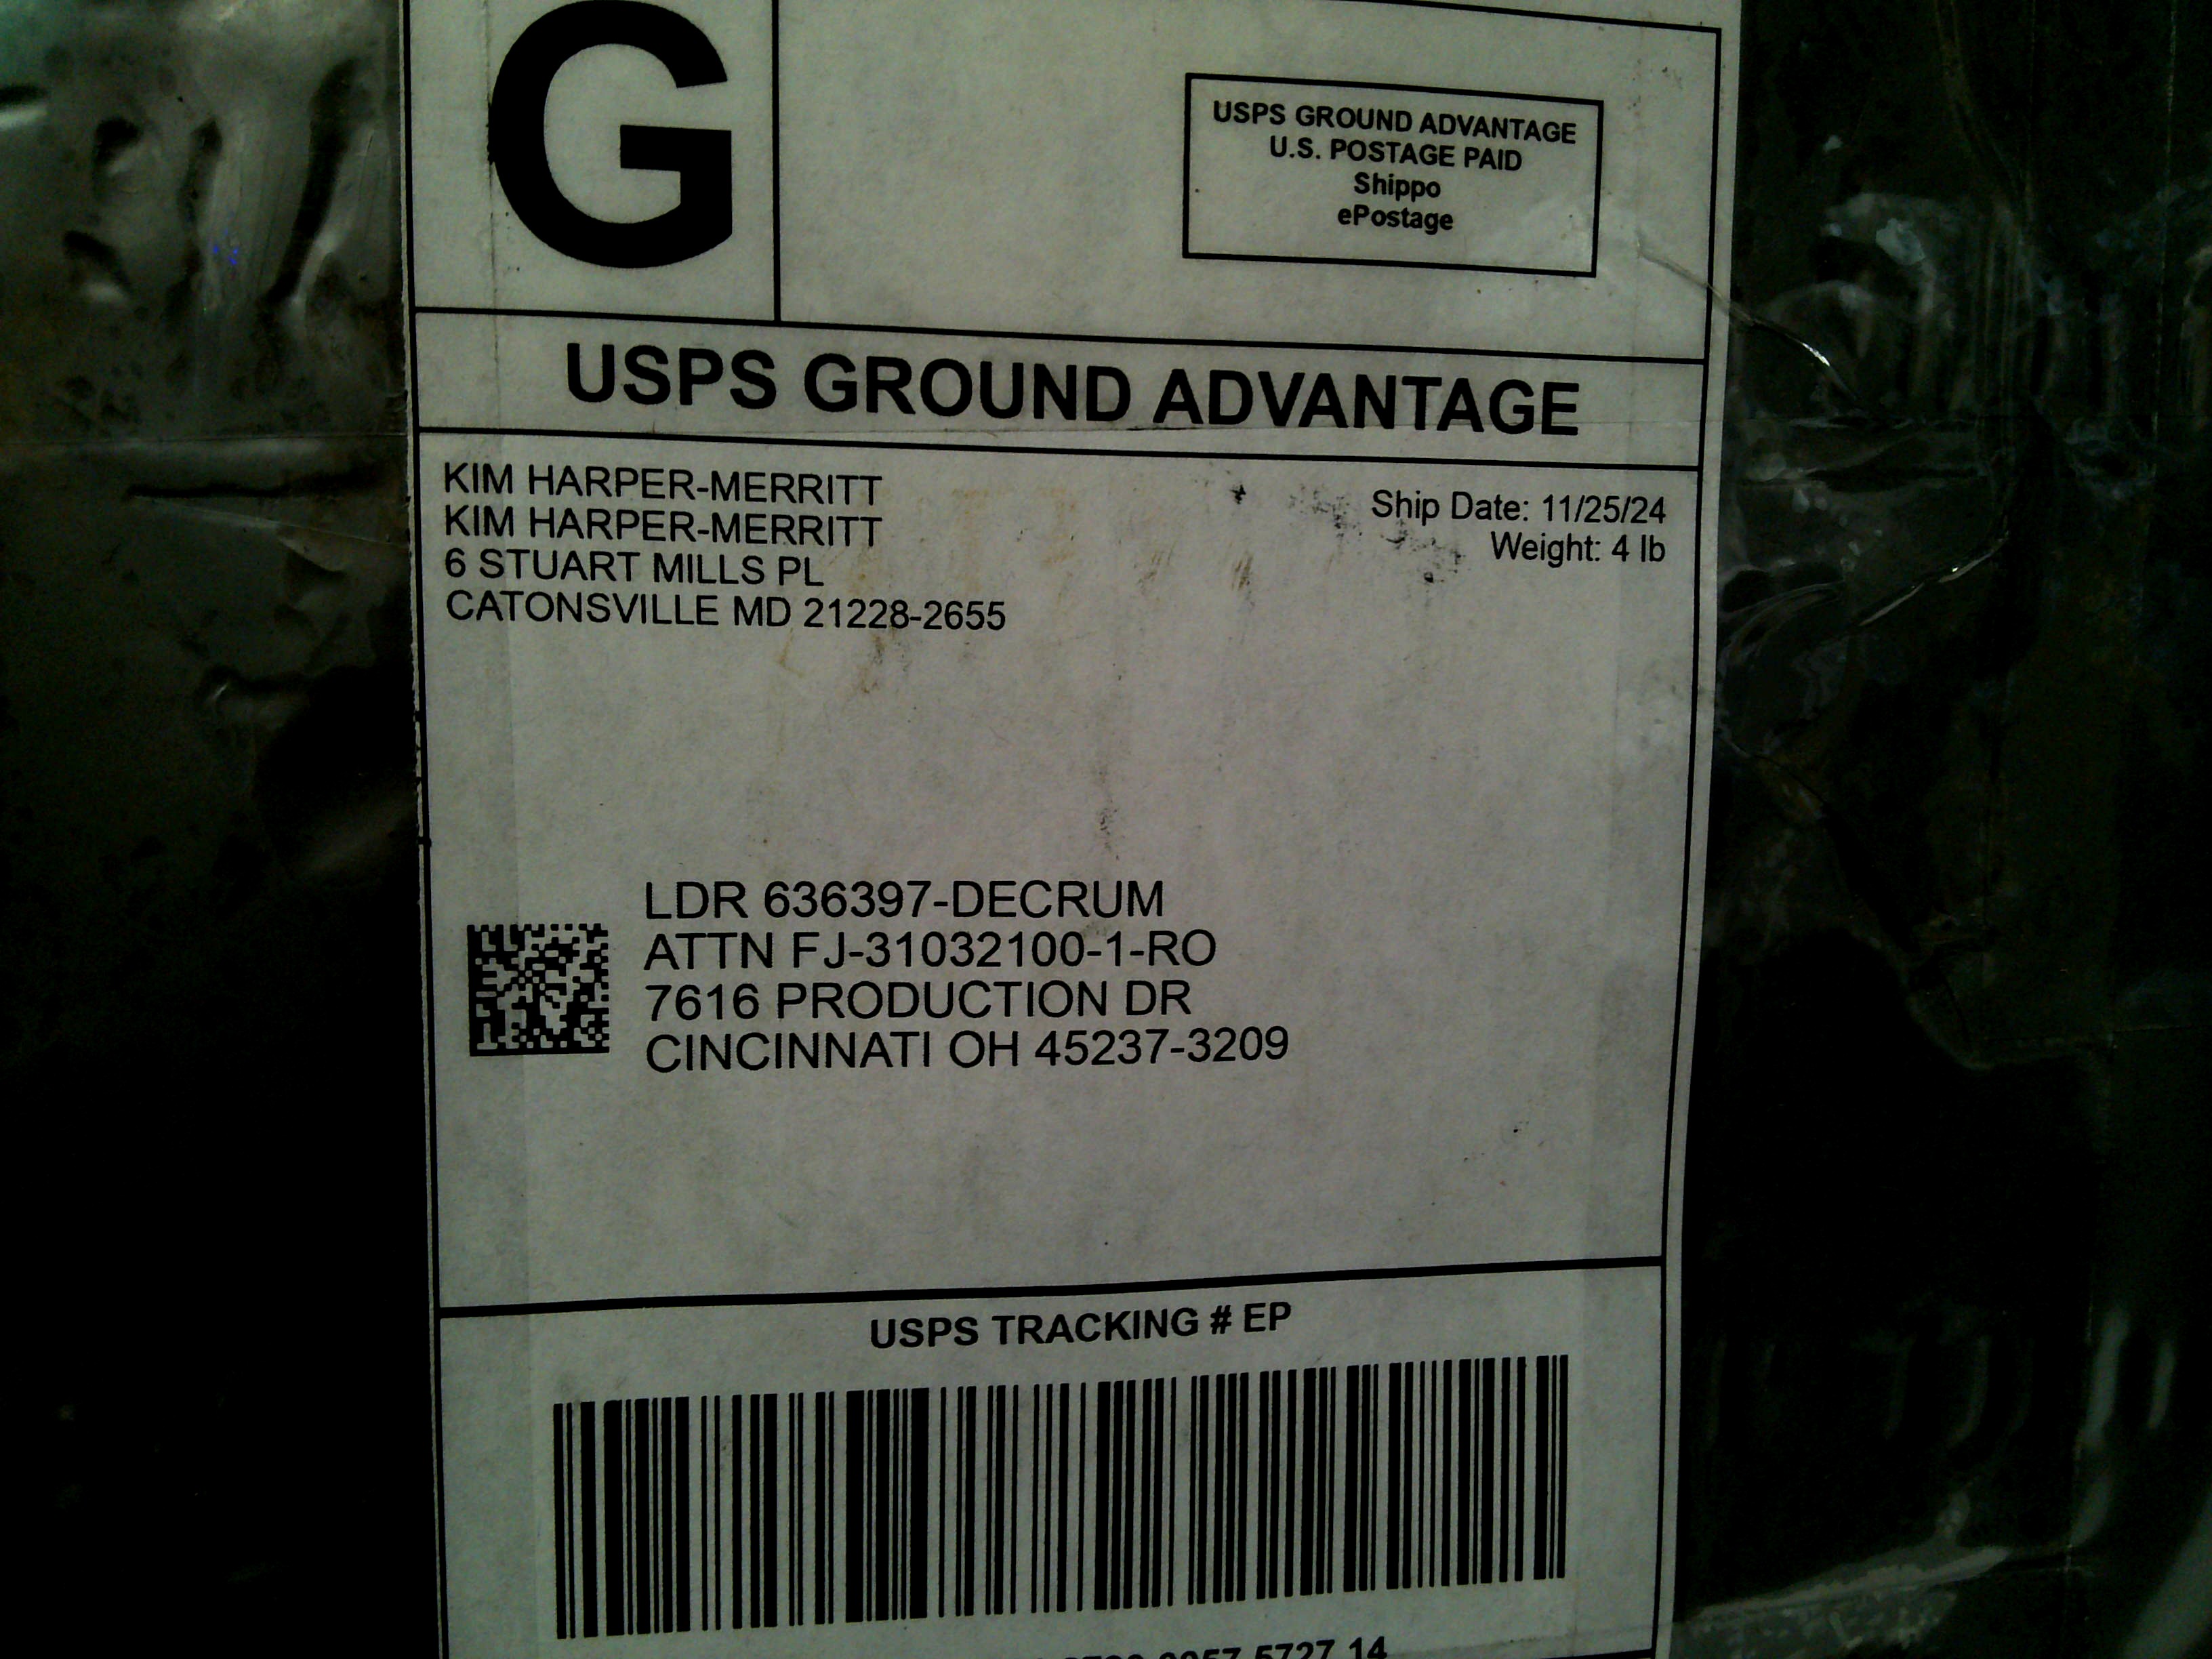 G
USPS GROUND ADVANTAGE
U.S. POSTAGE PAID
Shippo
ePostage
USPS GROUND ADVANTAGE
KIM HARPER-MERRITT
KIM HARPER-MERRITT
6 STUART MILLS PL
CATONSVILLE MD 21228-2655
Ship Date: 11/25/24
Weight: 4 lb
LDR 636397-DECRUM
ATTN FJ-31032100-1-RO
7616 PRODUCTION DR
CINCINNATI OH 45237-3209
USPS TRACKING # EP
5727 14